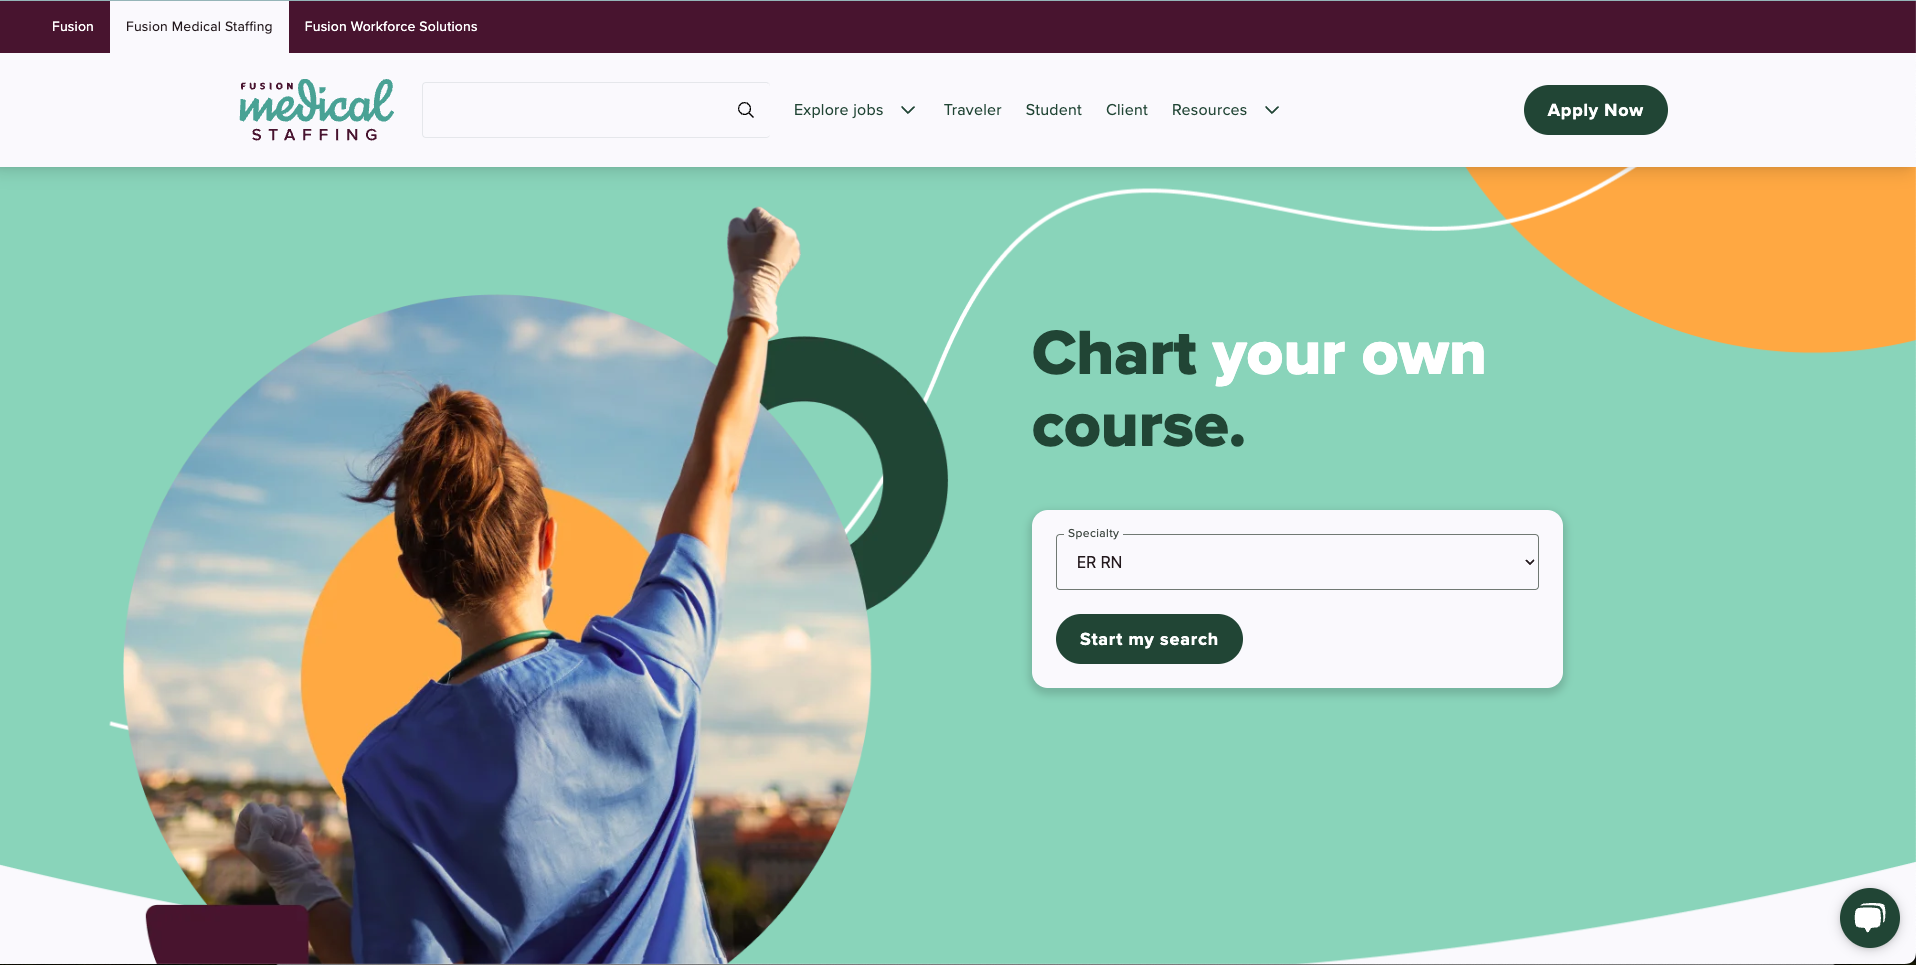 Fusion
Fusion Medical Staffing
Fusion Workforce Solutions
FUSION
medical
STAFFING
Explore jobs
Traveler
Student
Client
Resources
Apply Now
Chart your own
course.
Specialty
ER RN
Start my search